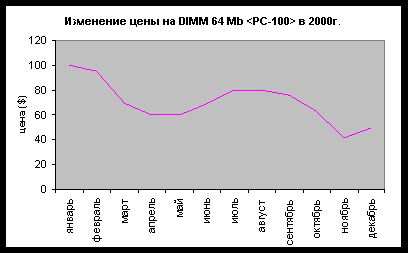 Изменение цены на DIMM 64 Mb <PC-100> в 2000г.
цена ($)
120
100
80
60
40
20
0
январь
февраль
март
апрель
май
июнь
июль
август
сентябрь
октябрь
ноябрь
декабрь